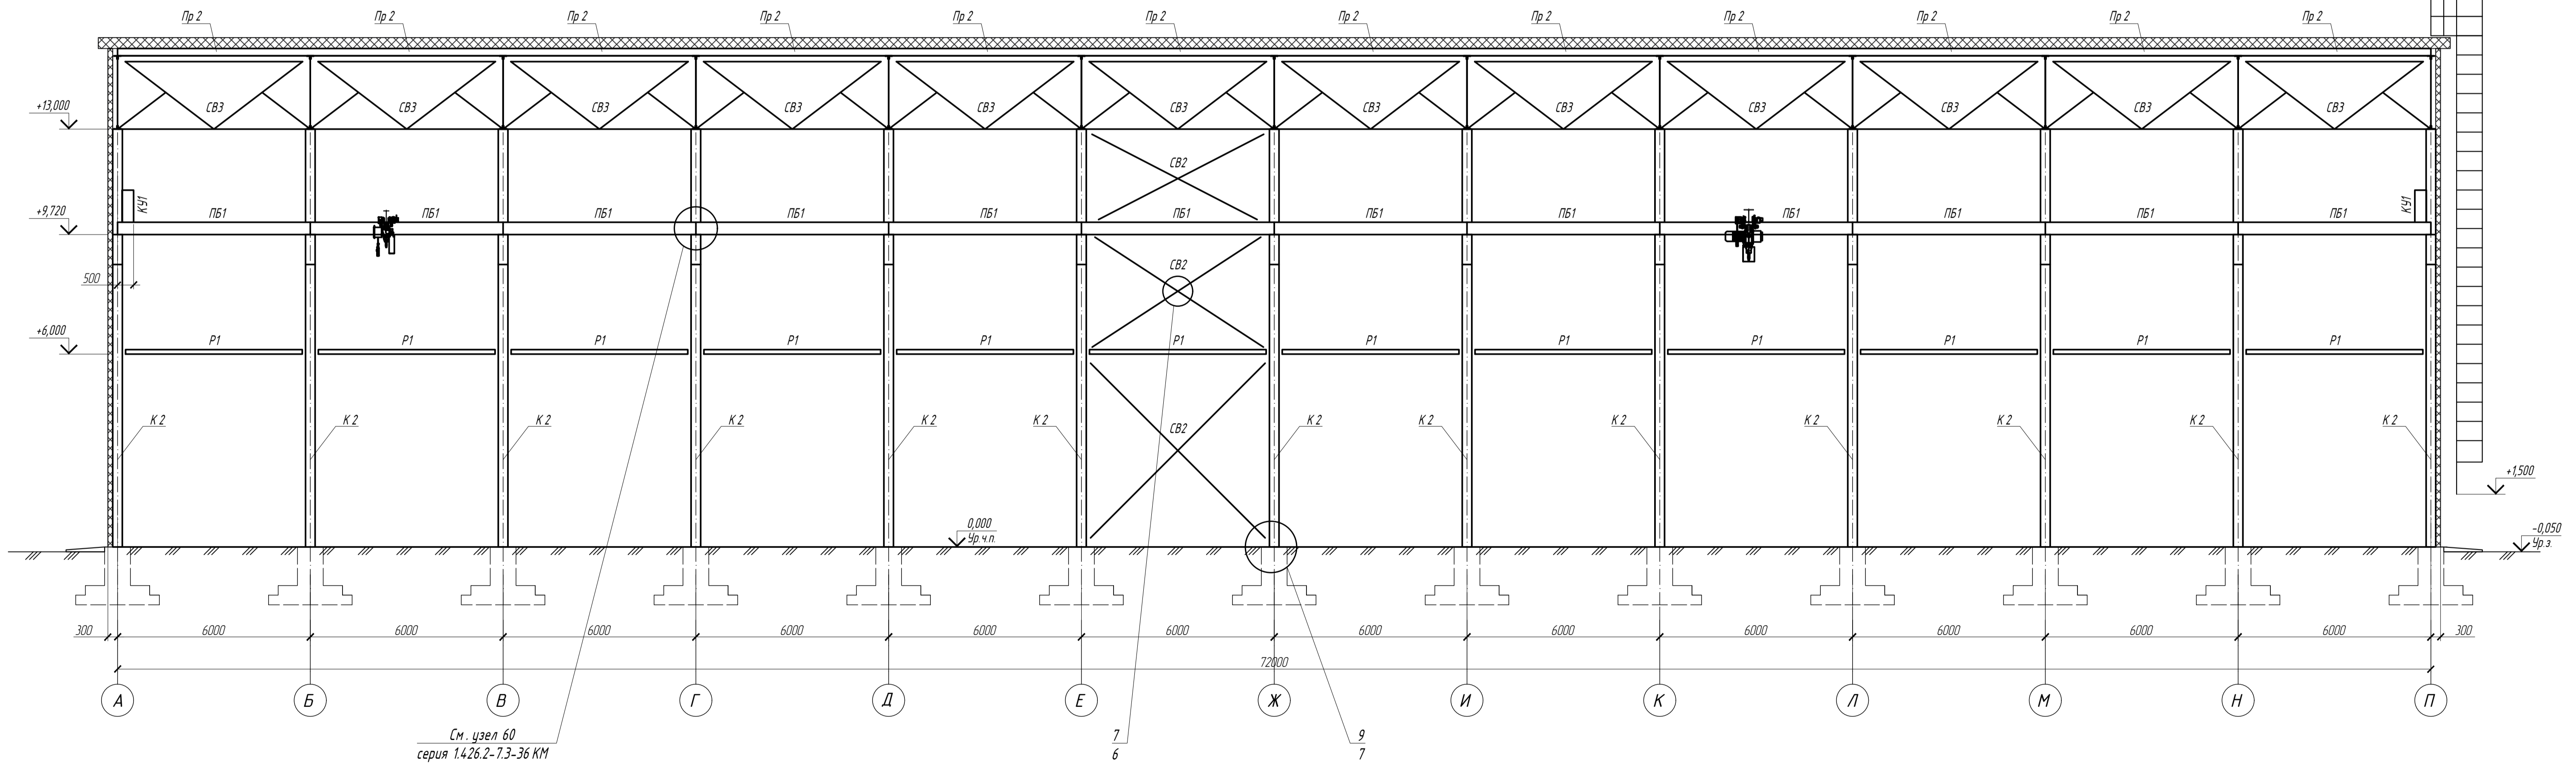 Пр 2 Пр 2 Пр 2 Пр 2 Пр 2 Пр 2 Пр 2 Пр 2 Пр 2 Пр 2 Пр 2 Пр 2
+13,000 СВ3 СВ3 СВ3 СВ3 СВ3 СВ3 СВ3 СВ3 СВ3 СВ3 СВ3 СВ3
СВ2
КУ1 КУ1
+9,720 ПБ1 ПБ1 ПБ1 ПБ1 ПБ1 ПБ1 ПБ1 ПБ1 ПБ1 ПБ1 ПБ1 ПБ1
СВ2
500
+6,000 Р1 Р1 Р1 Р1 Р1 Р1 Р1 Р1 Р1 Р1 Р1 Р1
К 2 К 2 К 2 К 2 К 2 К 2 К 2 К 2 К 2 К 2 К 2 К 2 К 2
СВ2
+1,500
0,000
Ур.ч.п.
-0,050
Ур.з.
300 6000 6000 6000 6000 6000 6000 6000 6000 6000 6000 6000 6000 300
72000
А Б В Г Д Е Ж И К Л М Н П
См. узел 60
серия 1.426.2-7.3-36 КМ
7
6
9
7